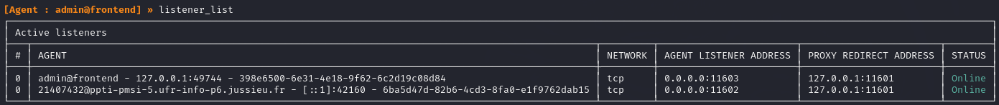 [Agent : admin@frontend] » listener_list
Active listeners
# AGENT NETWORK AGENT LISTENER ADDRESS PROXY REDIRECT ADDRESS STATUS
0 admin@frontend - 127.0.0.1:49744 - 398e6500-6e31-4e18-9f62-6c2d19c08d84 tcp 0.0.0.0:11603 127.0.0.1:11601 Online
0 21407432@ppti-pmsi-5.ufr-info-p6.jussieu.fr - [::1]:42160 - 6ba5d47d-82b6-4cd3-8fa0-e1f9762dab15 tcp 0.0.0.0:11602 127.0.0.1:11601 Online